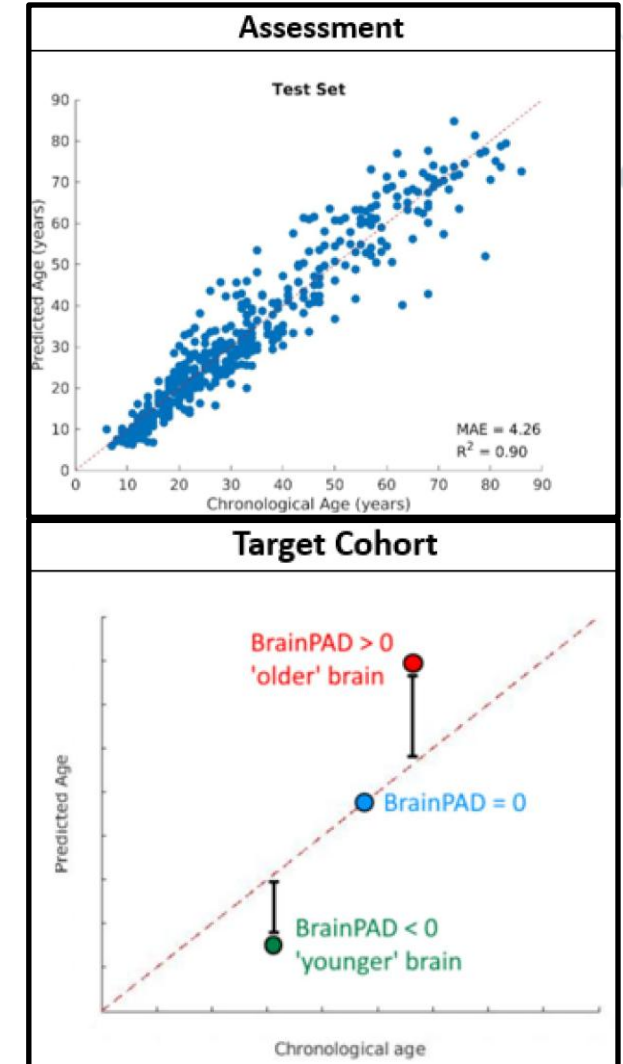 Assessment
Test Set
Predicted Age (years)
90
80
70
60
50
40
30
20
10
0
MAE = 4.26
R² = 0.90
0 10 20 30 40 50 60 70 80 90
Chronological Age (years)
Target Cohort
Predicted Age
BrainPAD > 0
'older' brain
BrainPAD = 0
BrainPAD < 0
'younger' brain
Chronological age